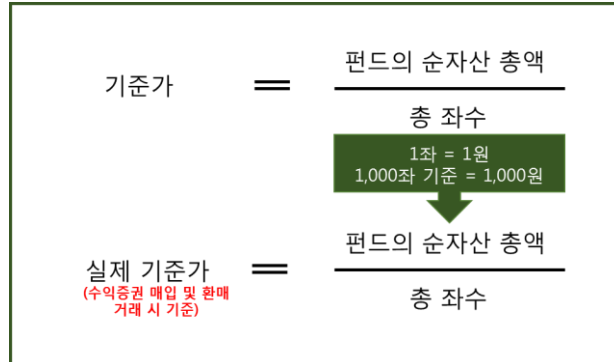 펀드의 순자산 총액
기준가 =
총 좌수
1좌 = 1원
1,000좌 기준 = 1,000원
펀드의 순자산 총액
실제 기준가 =
(수익증권 매입 및 환매
거래 시 기준)
총 좌수